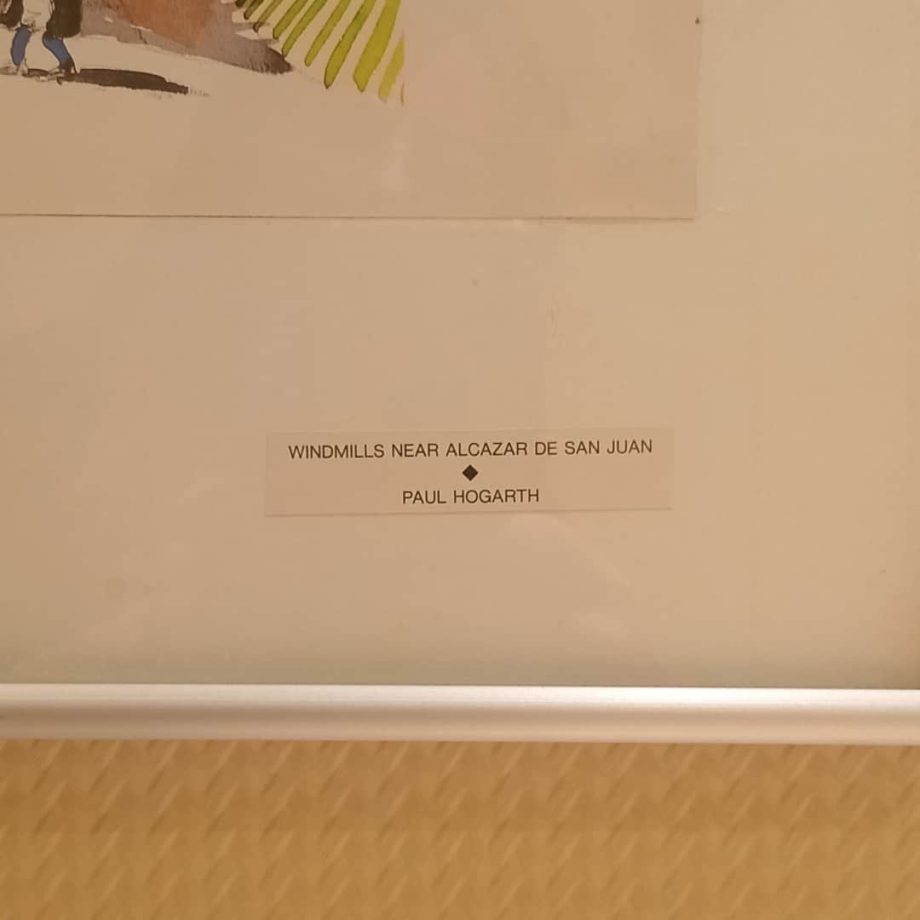 WINDMILLS NEAR ALCAZAR DE SAN JUAN
◆
PAUL HOGARTH